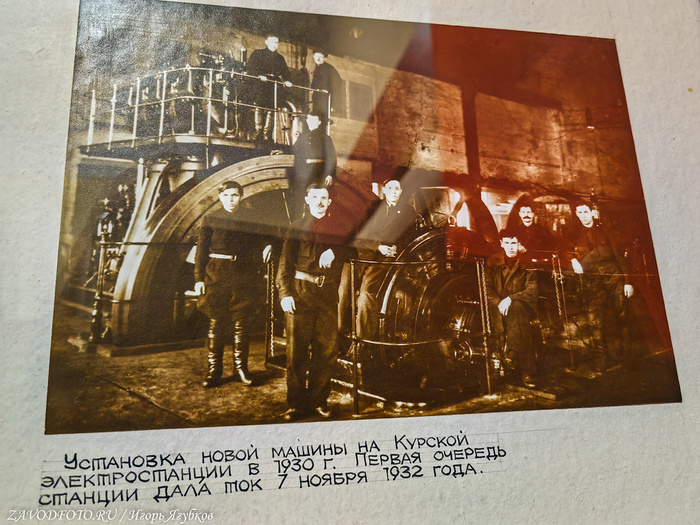 Установка новой машины на Курской
электростанции в 1930 г. Первая очередь
станции дала ток 7 ноября 1932 года.
ZAVODFOTO.RU / Игорь Ягубков